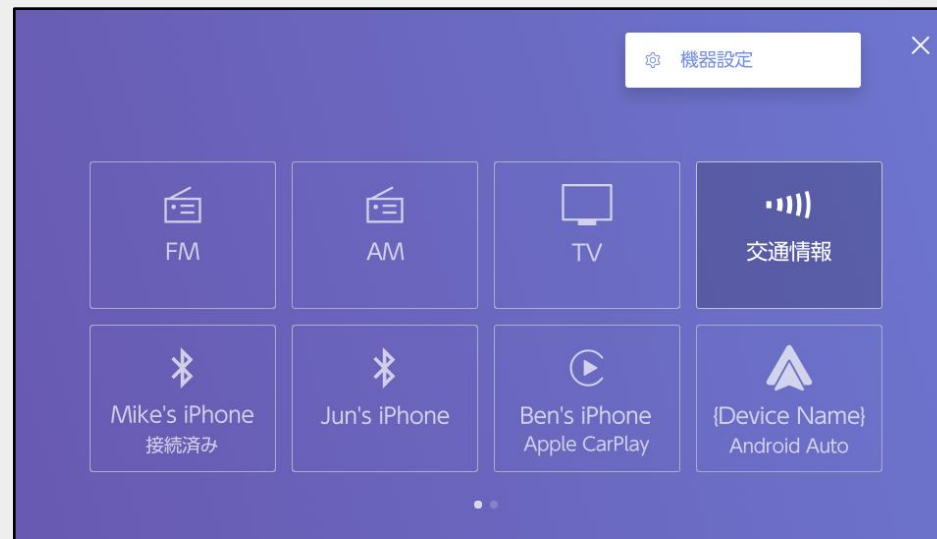 機器設定
FM
AM
TV
交通情報
Mike's iPhone
接続済み
Jun's iPhone
Ben's iPhone
Apple CarPlay
{Device Name}
Android Auto